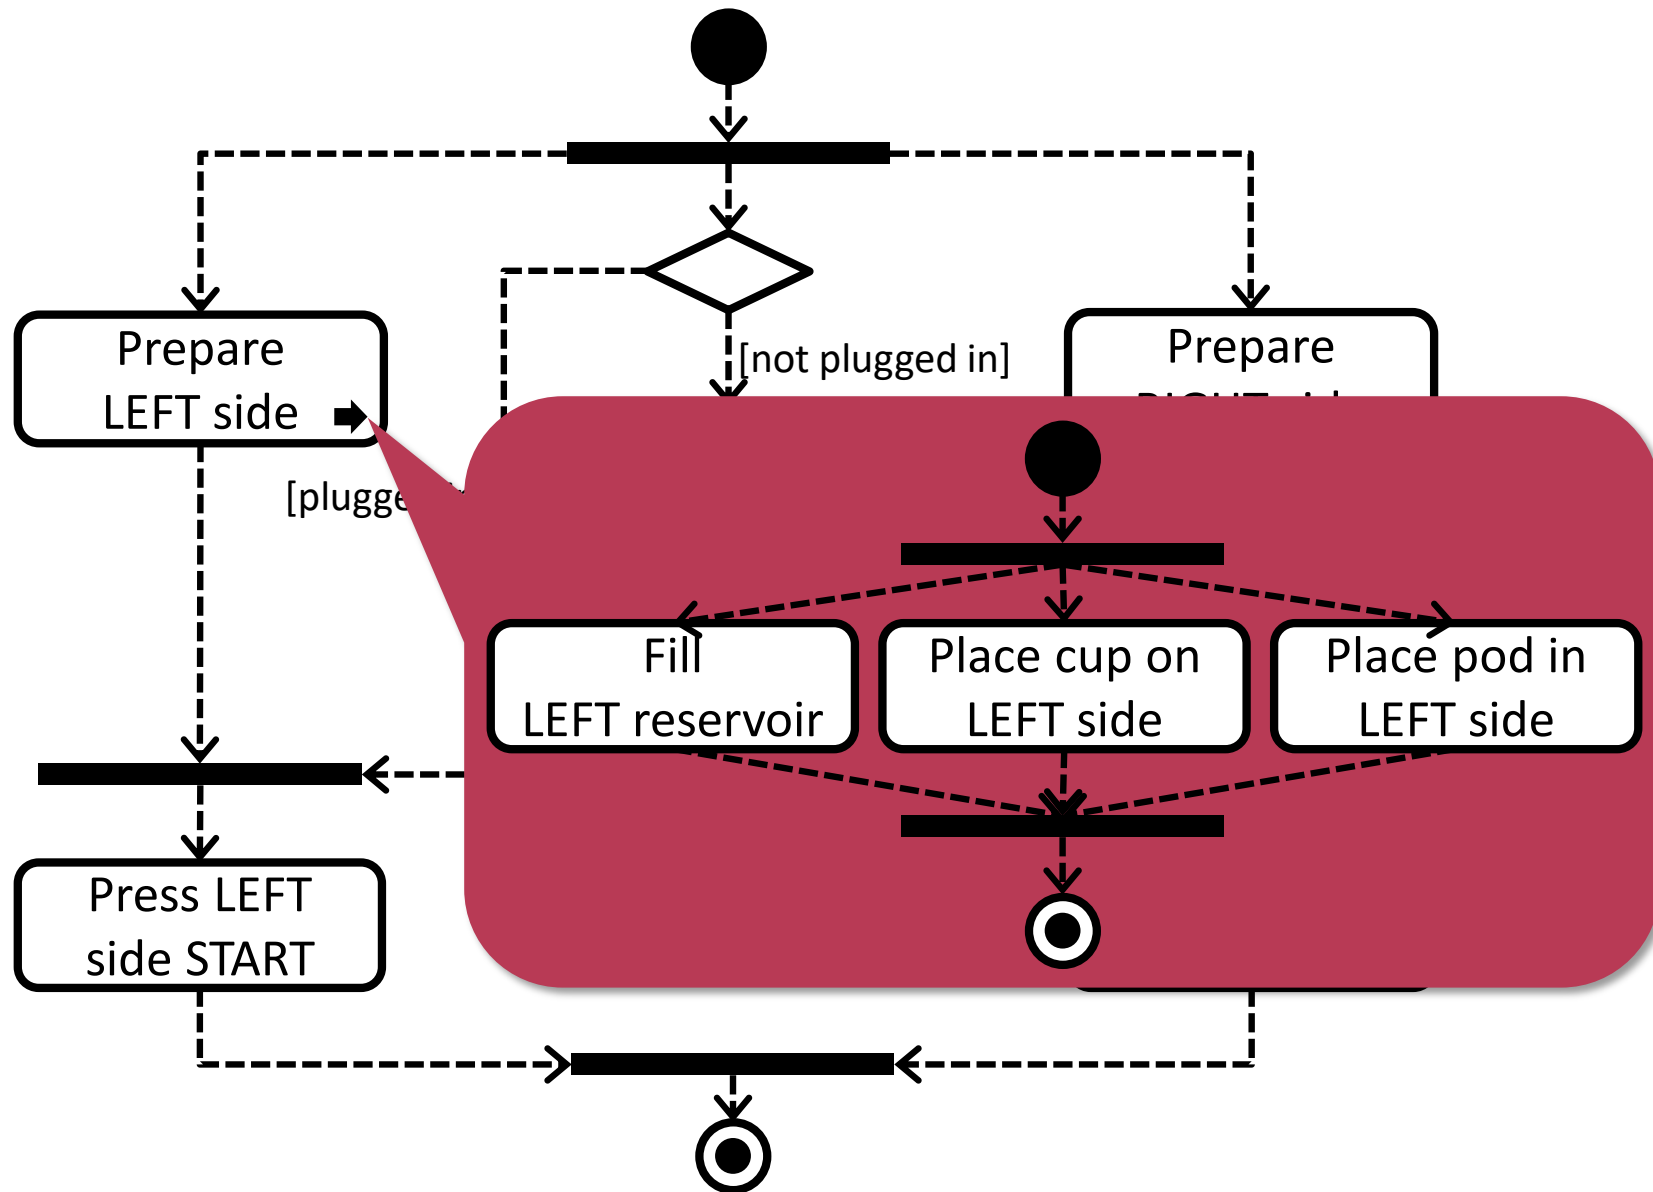 Prepare
LEFT side
[not plugged in]
Prepare
Fill
LEFT reservoir
Place cup on
LEFT side
Place pod in
LEFT side
Press LEFT
side START